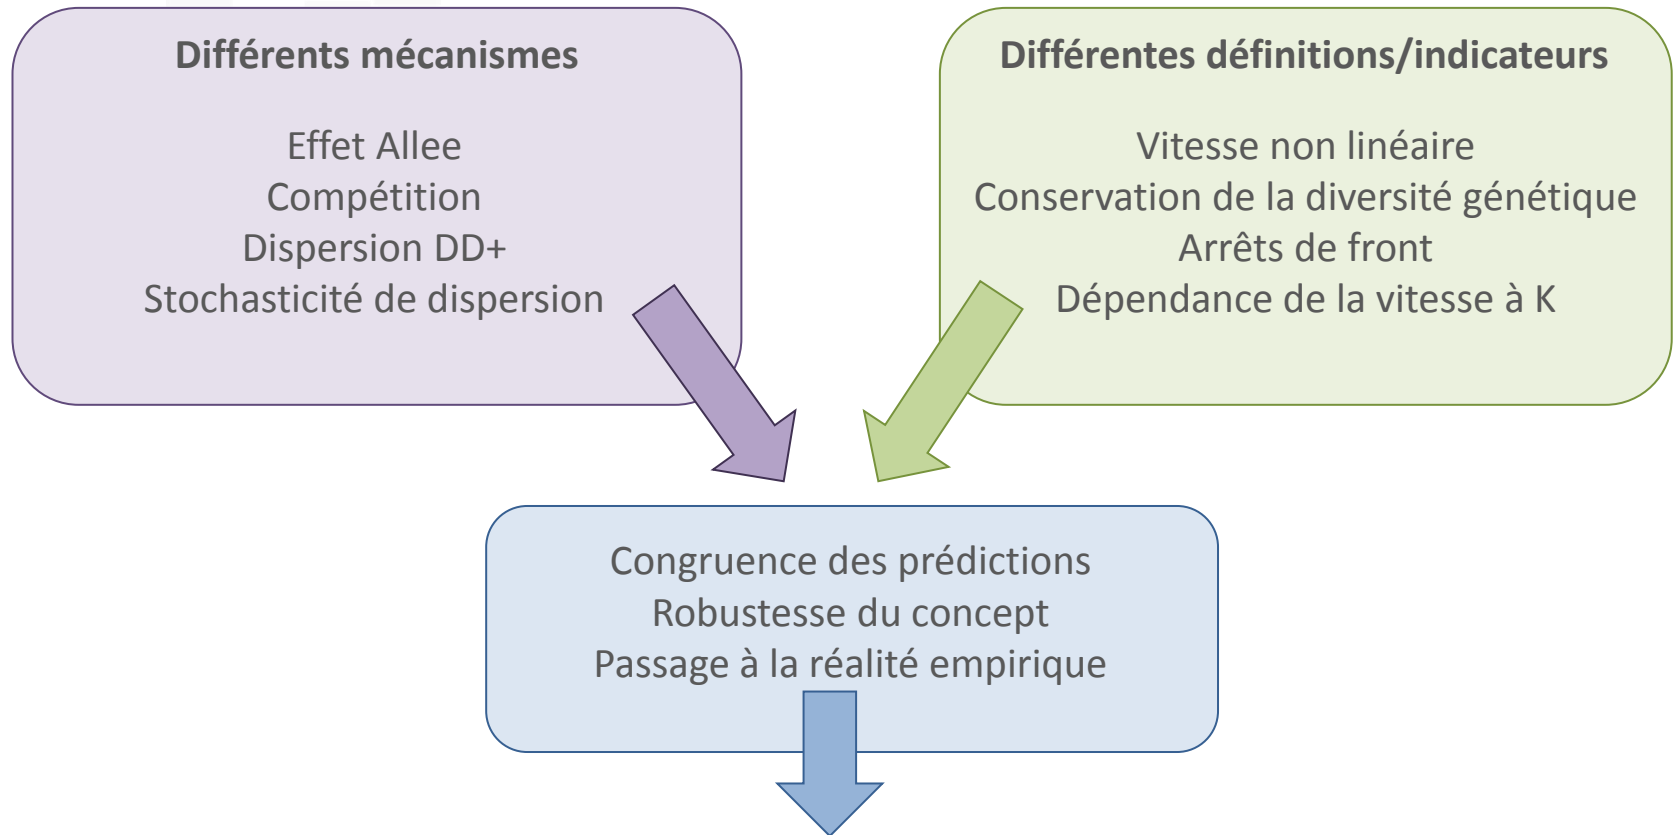 Différents mécanismes
Effet Allee
Compétition
Dispersion DD+
Stochasticité de dispersion
Différentes définitions/indicateurs
Vitesse non linéaire
Conservation de la diversité génétique
Arrêts de front
Dépendance de la vitesse à K
Congruence des prédictions
Robustesse du concept
Passage à la réalité empirique